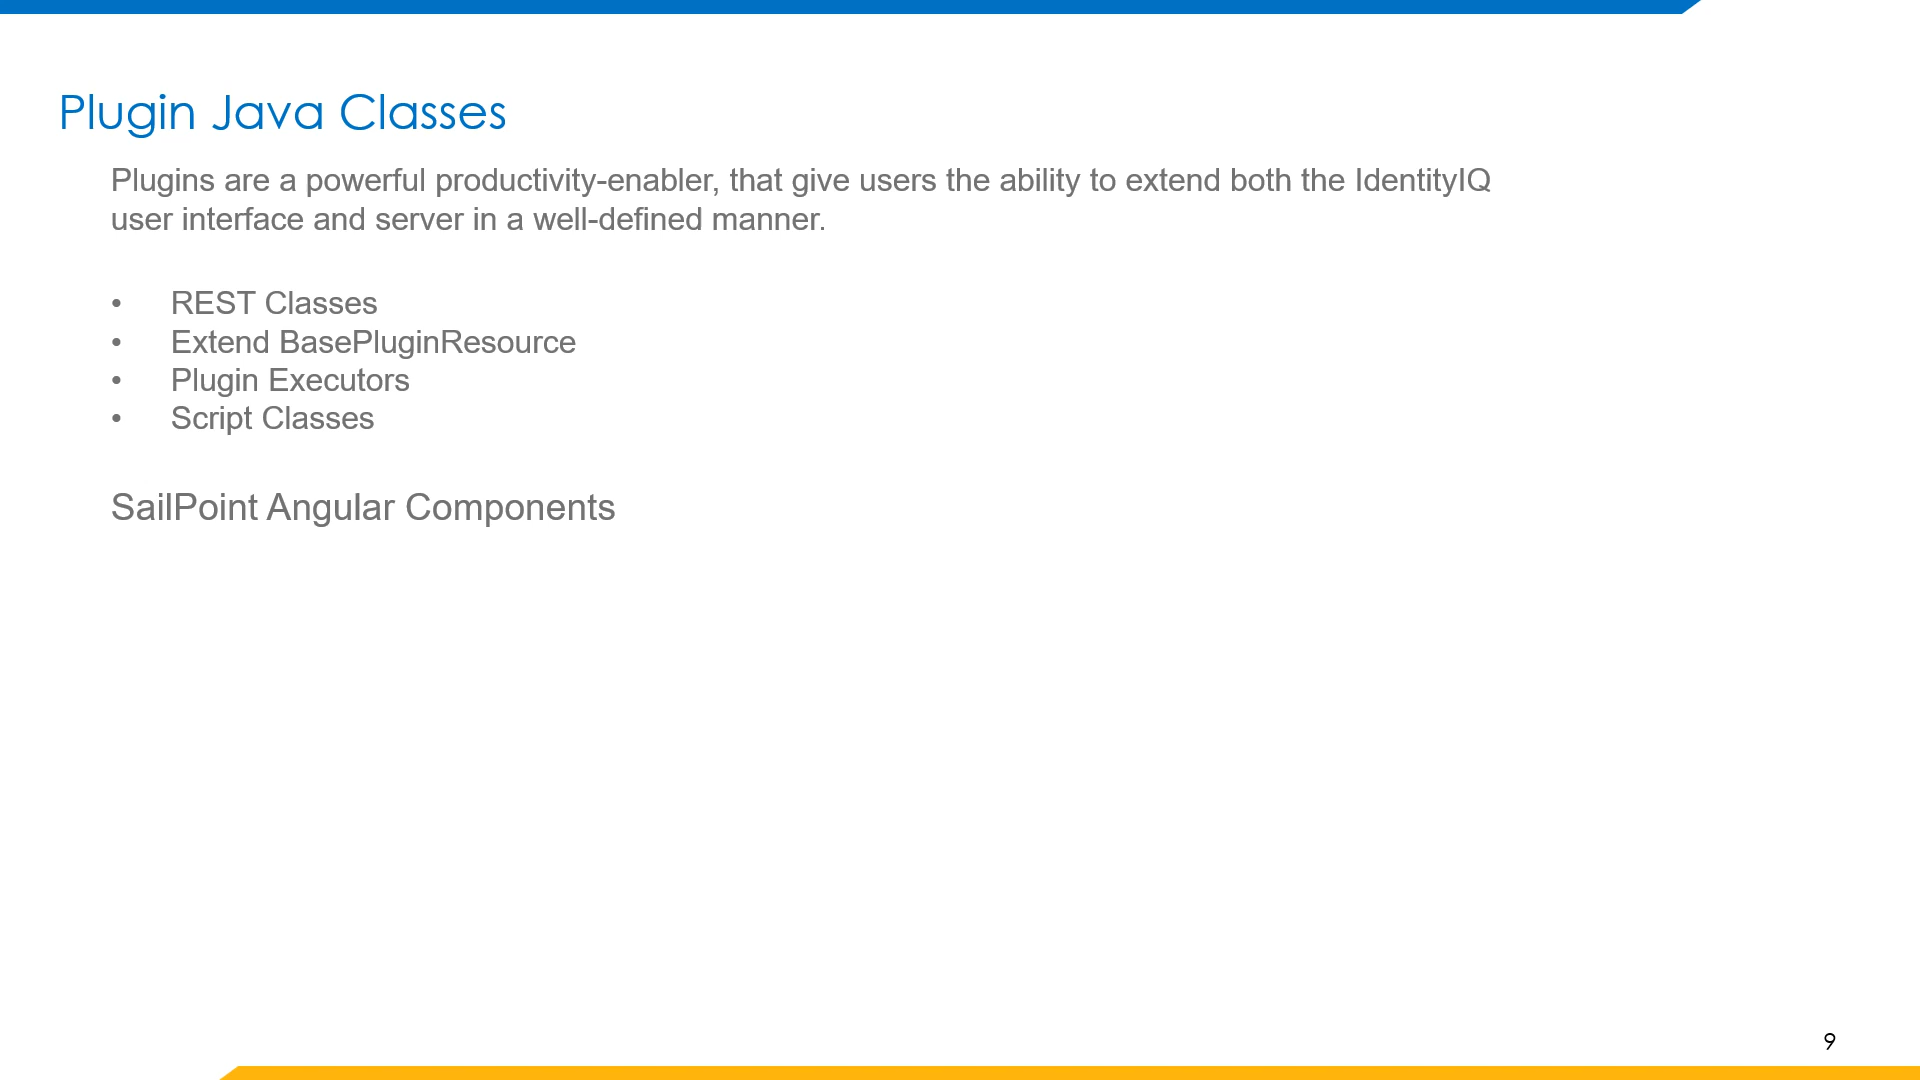 Plugin Java Classes
Plugins are a powerful productivity-enabler, that give users the ability to extend both the IdentityIQ
user interface and server in a well-defined manner.
• REST Classes
• Extend BasePluginResource
• Plugin Executors
• Script Classes
SailPoint Angular Components
9